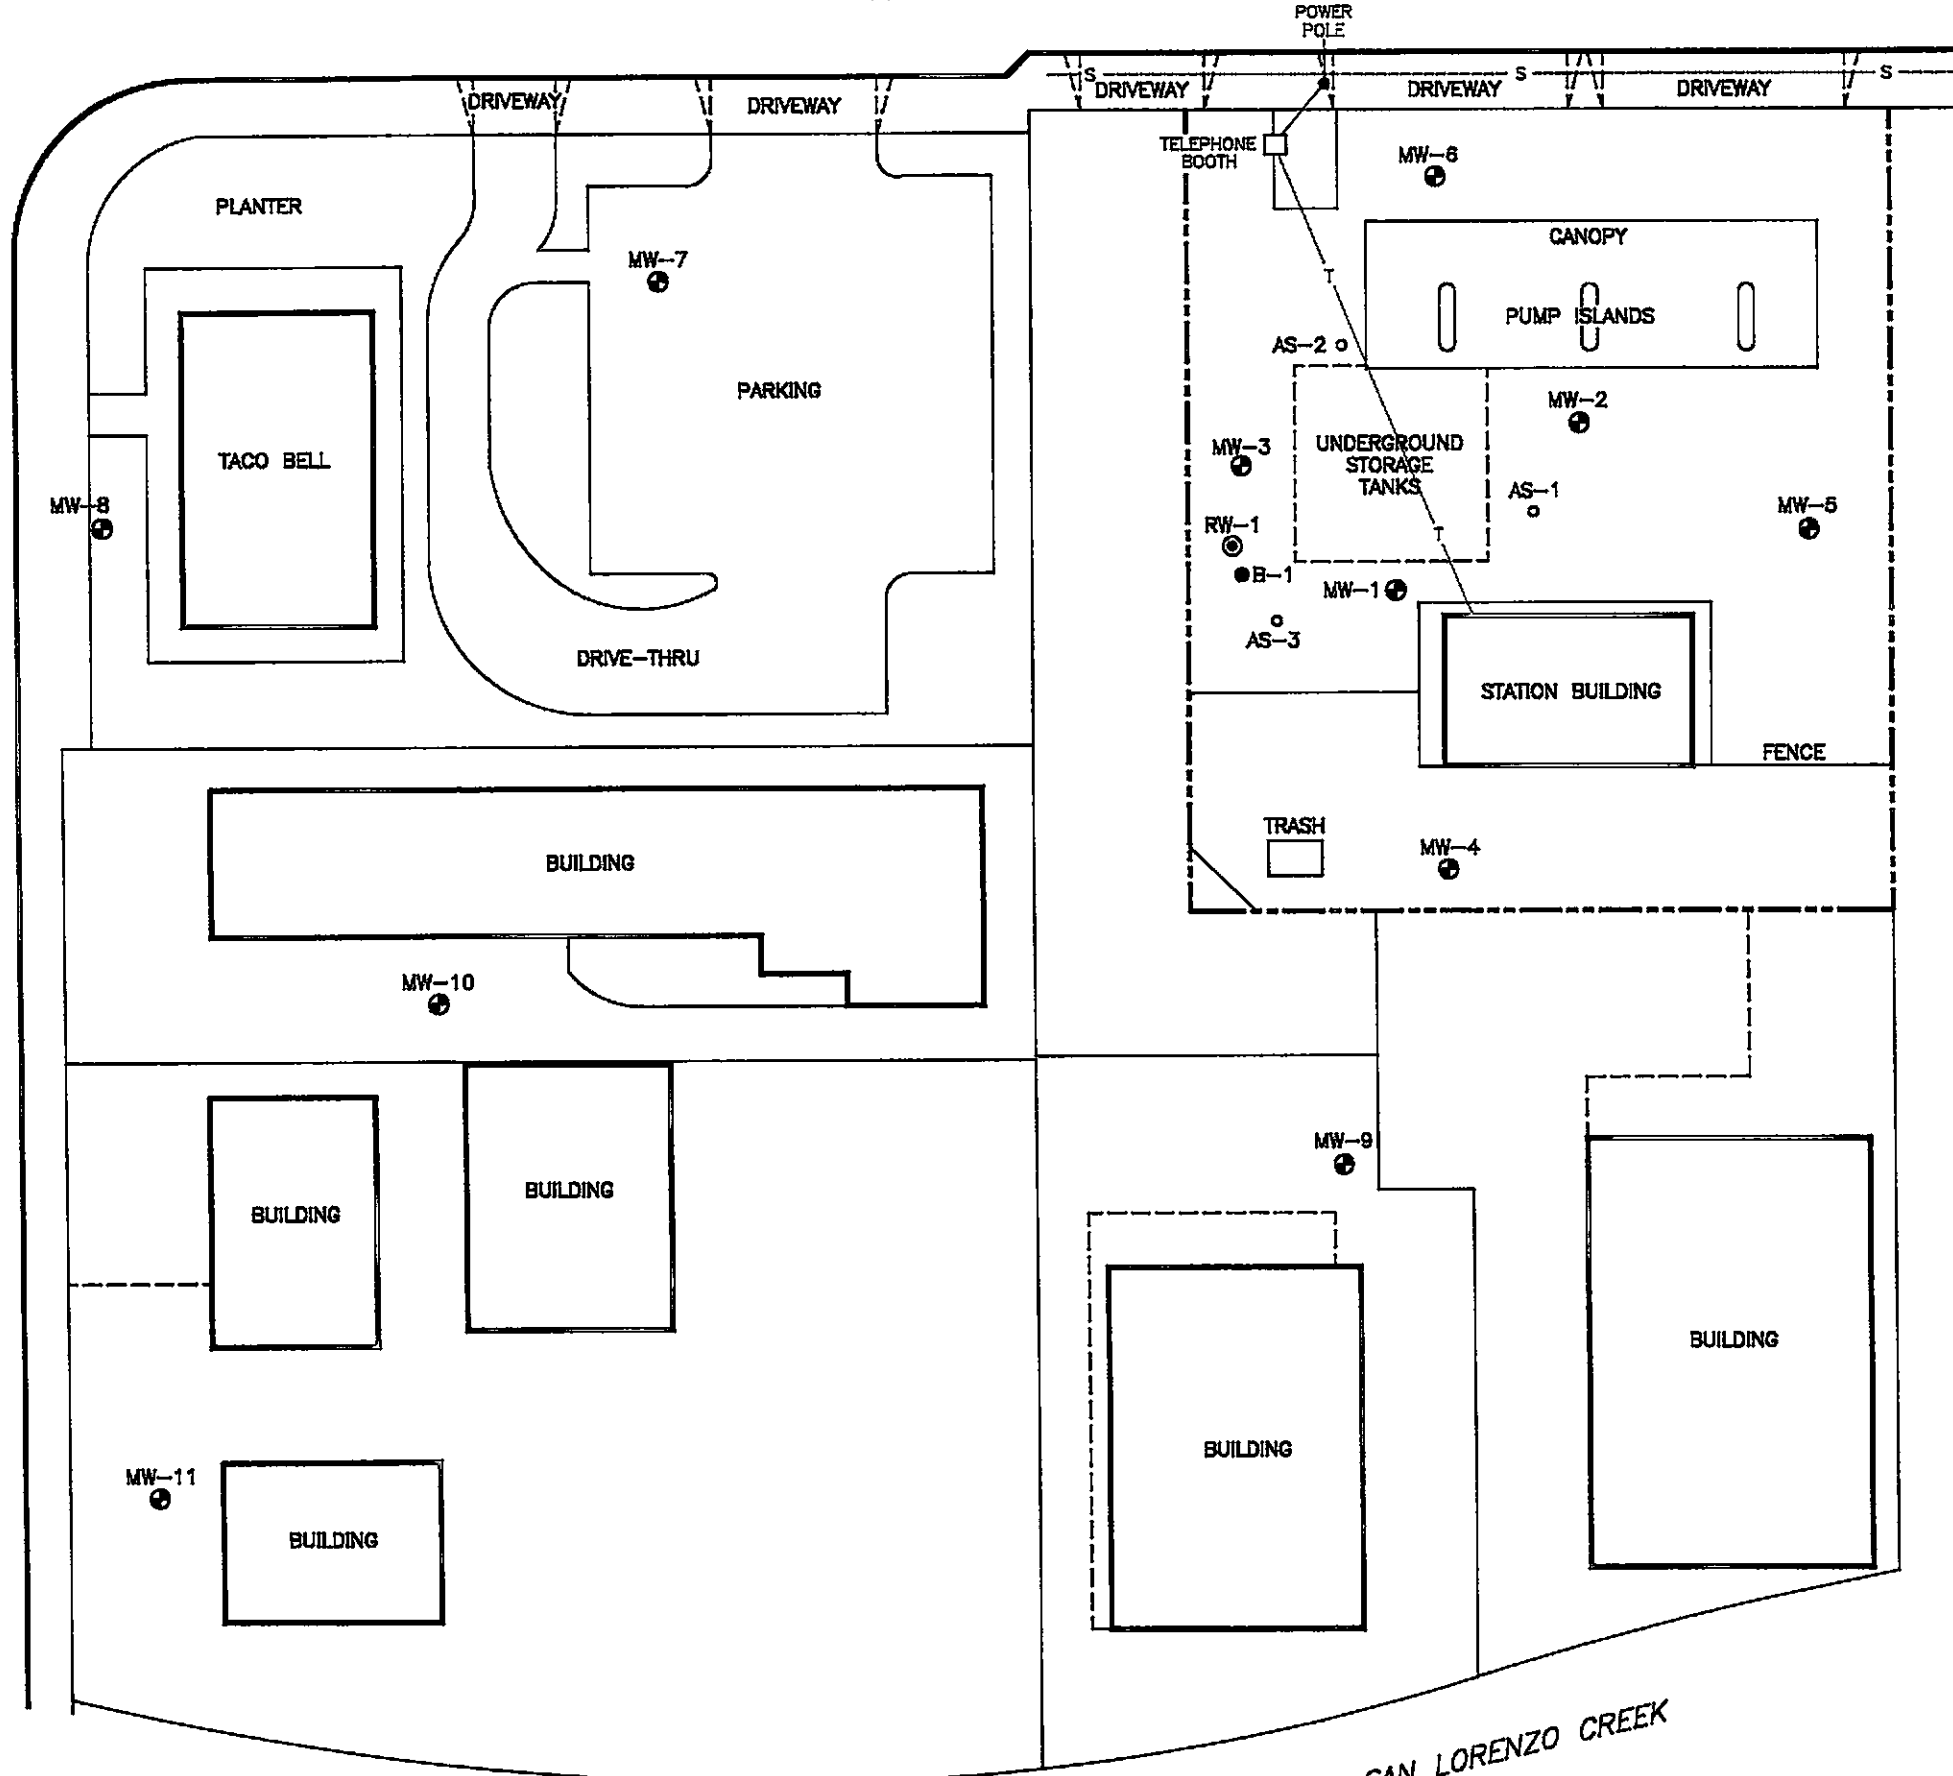 POWER
POLE
S
S
S
DRIVEWAY
DRIVEWAY
DRIVEWAY
DRIVEWAY
DRIVEWAY
TELEPHONE
BOOTH
MW-6
PLANTER
CANOPY
MW-7
T
PUMP ISLANDS
AS-2
PARKING
MW-2
TACO BELL
MW-3
UNDERGROUND
STORAGE
TANKS
AS-1
MW-8
MW-5
RW-1
T
B-1
MW-1
AS-3
DRIVE-THRU
STATION BUILDING
FENCE
TRASH
MW-4
BUILDING
MW-10
MW-9
BUILDING
BUILDING
BUILDING
BUILDING
MW-11
BUILDING
SAN LORENZO CREEK